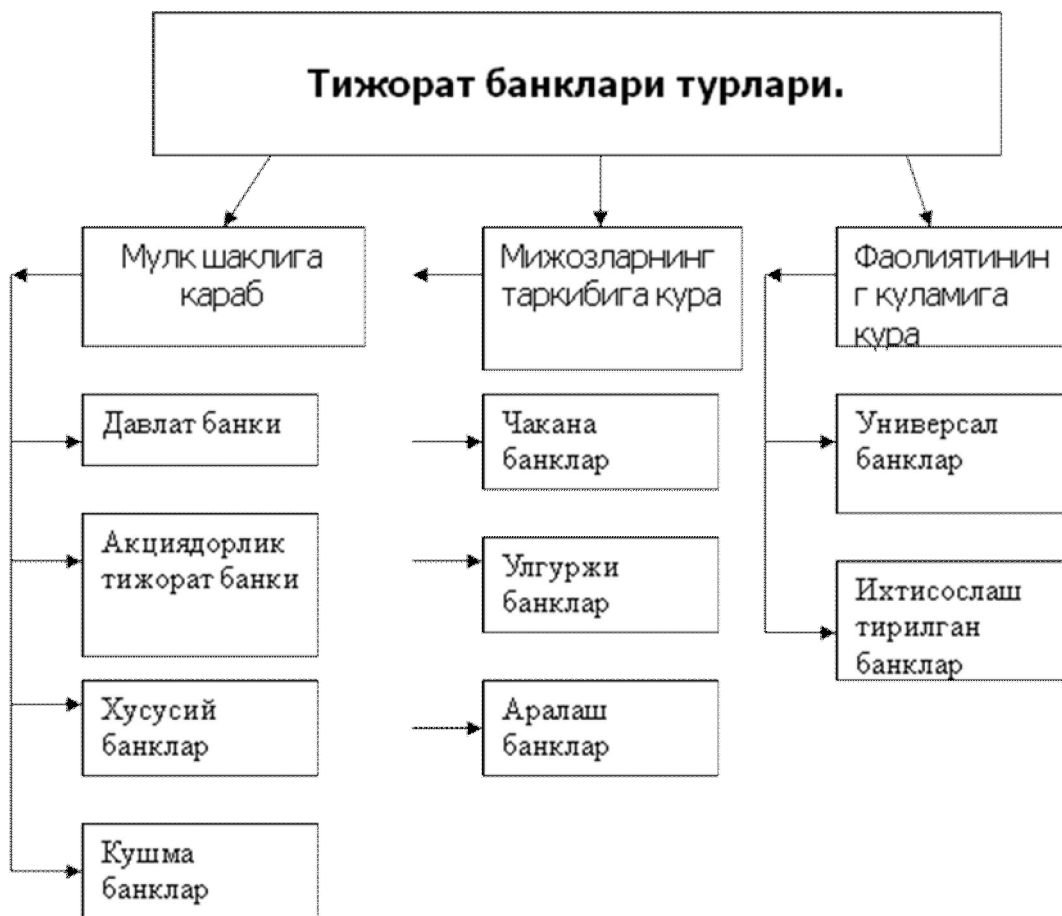 Тижорат банклари турлари.
Мулк шаклига
караб
Мижозларнинг
таркибига кура
Фаолиятинин
г куламига
кура
Давлат банки
Чакана
банклар
Универсал
банклар
Акциядорлик
тижорат банки
Улгуржи
банклар
Ихтисослаш
тирилган
банклар
Хусусий
банклар
Аралаш
банклар
Кушма
банклар